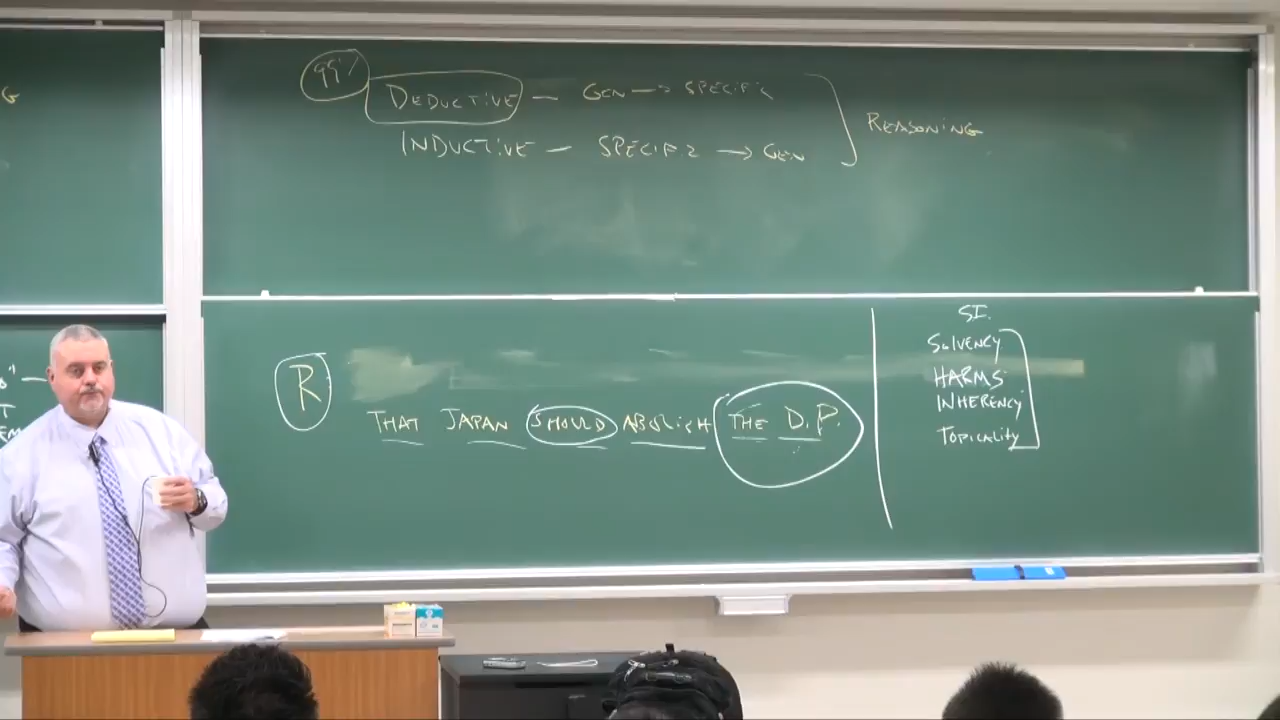 G
99%
DEDUCTIVE — GEN → SPECIFIC
INDUCTIVE — SPECIFIC → GEN
REASONING
R
THAT JAPAN SHOULD ABOLISH THE D.P.
S.I.
SOLVENCY
HARMS
INHERENCY
TOPICALITY